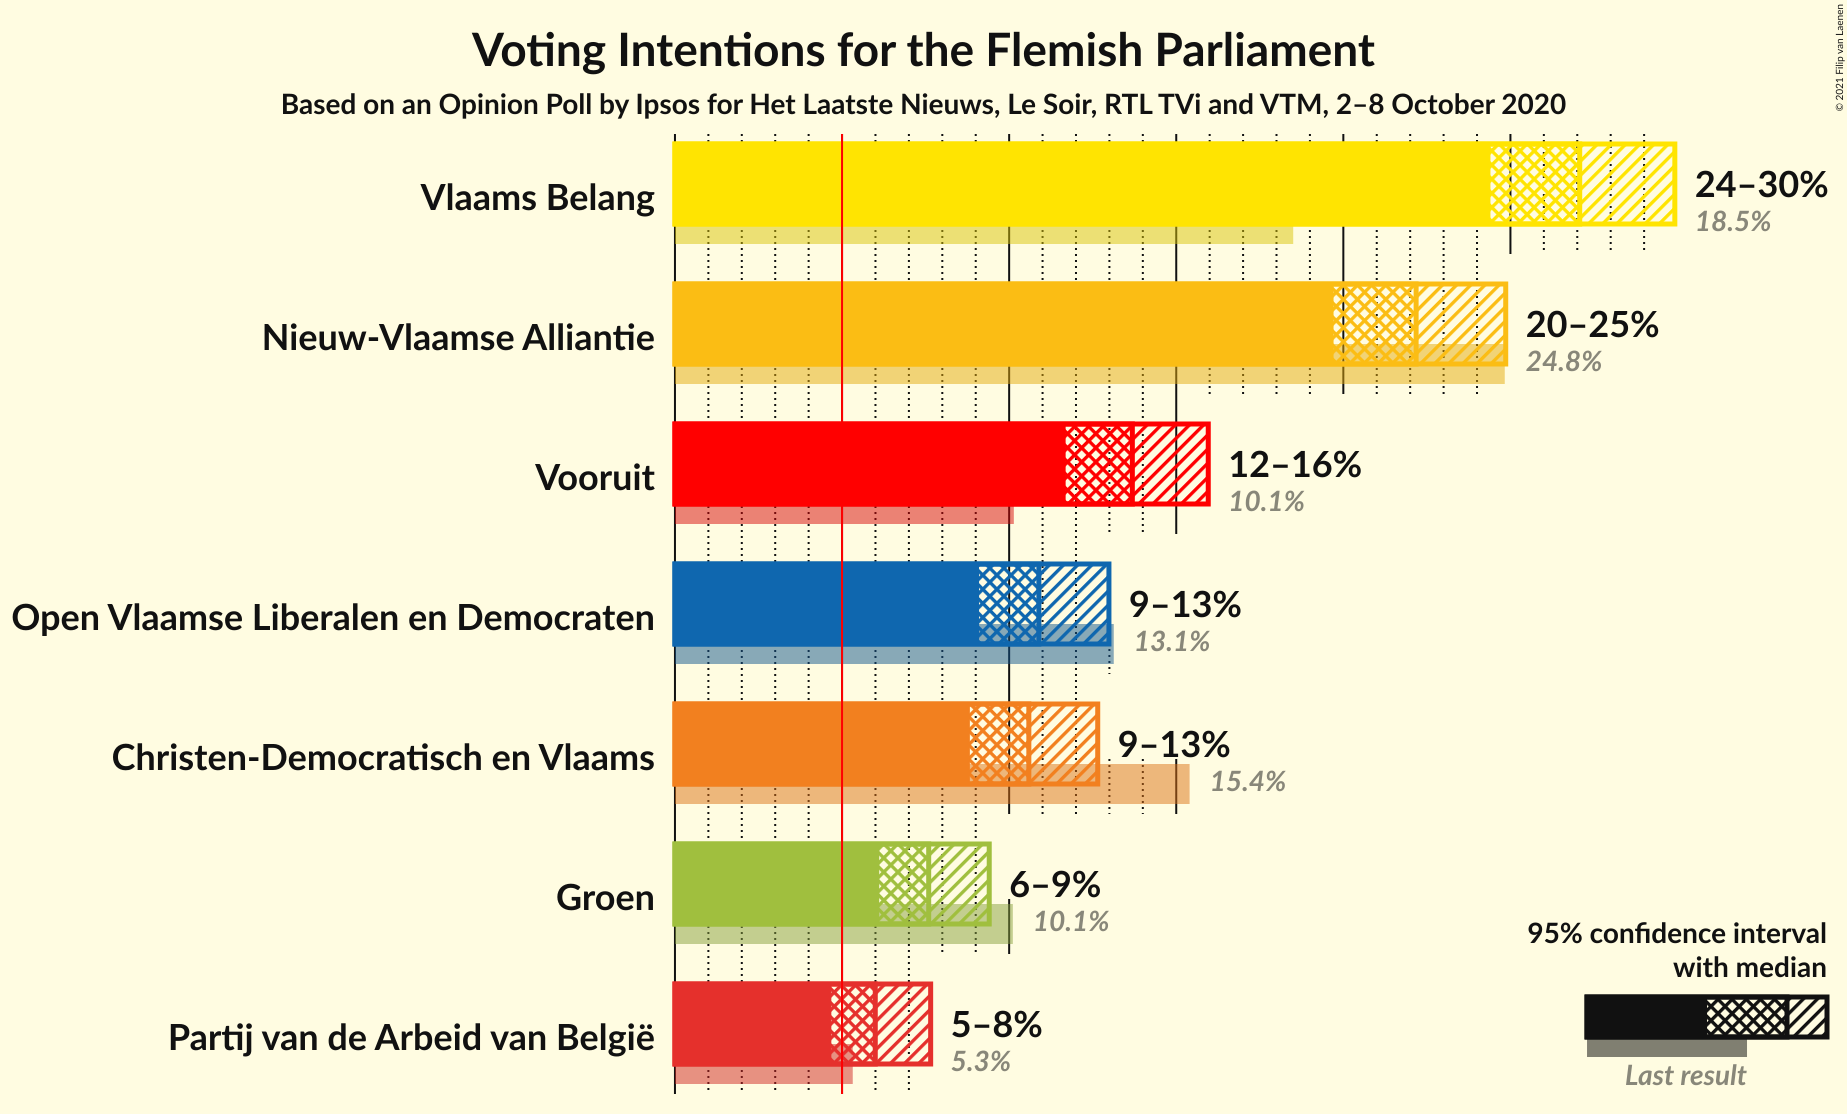 Voting Intentions for the Flemish Parliament
Based on an Opinion Poll by Ipsos for Het Laatste Nieuws, Le Soir, RTL TVi and VTM, 2–8 October 2020
© 2021 Filip van Laenen
Vlaams Belang
24–30%
18.5%
Nieuw-Vlaamse Alliantie
20–25%
24.8%
Vooruit
12–16%
10.1%
Open Vlaamse Liberalen en Democraten
9–13%
13.1%
Christen-Democratisch en Vlaams
9–13%
15.4%
Groen
6–9%
10.1%
Partij van de Arbeid van België
5–8%
5.3%
95% confidence interval
with median
Last result